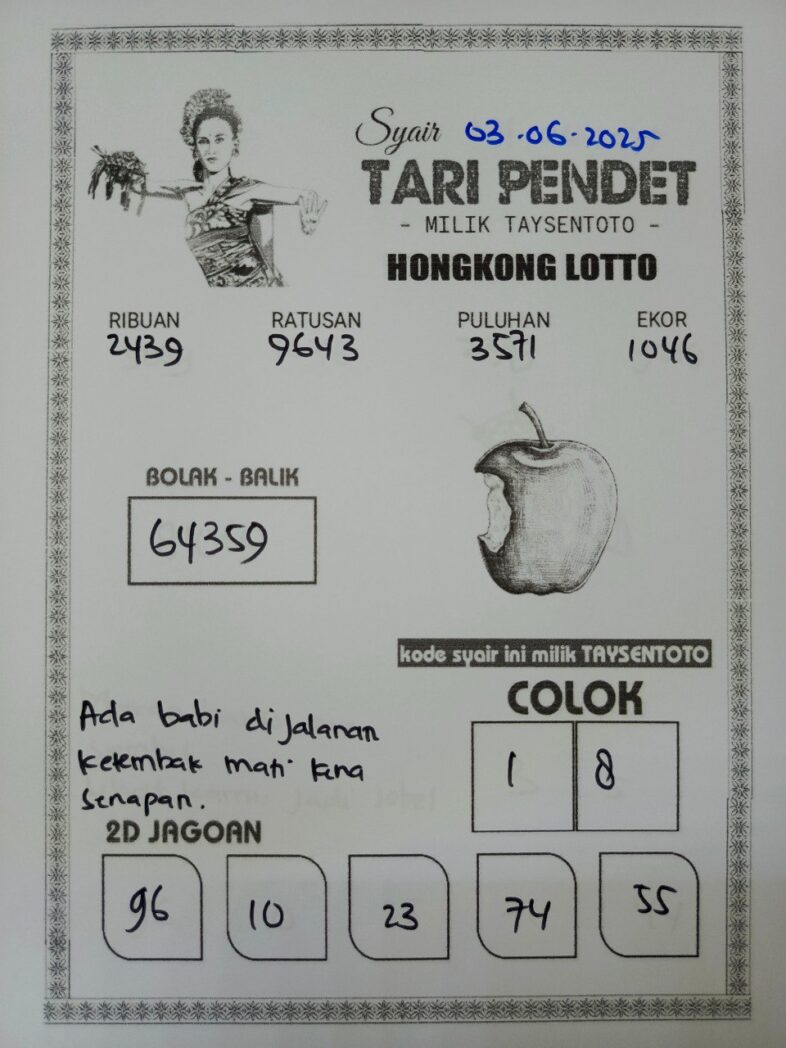 Syair 03.06.2025
TARI PENDET
- MILIK TAYSENTOTO -
HONGKONG LOTTO
RIBUAN RATUSAN PULUHAN EKOR
2439 9643 3571 1046
BOLAK - BALIK
64359
kode syair ini milik TAYSENTOTO
COLOK
1 8
Ada babi di jalanan
ketembak mati kena
senapan.
2D JAGOAN
96 10 23 74 55